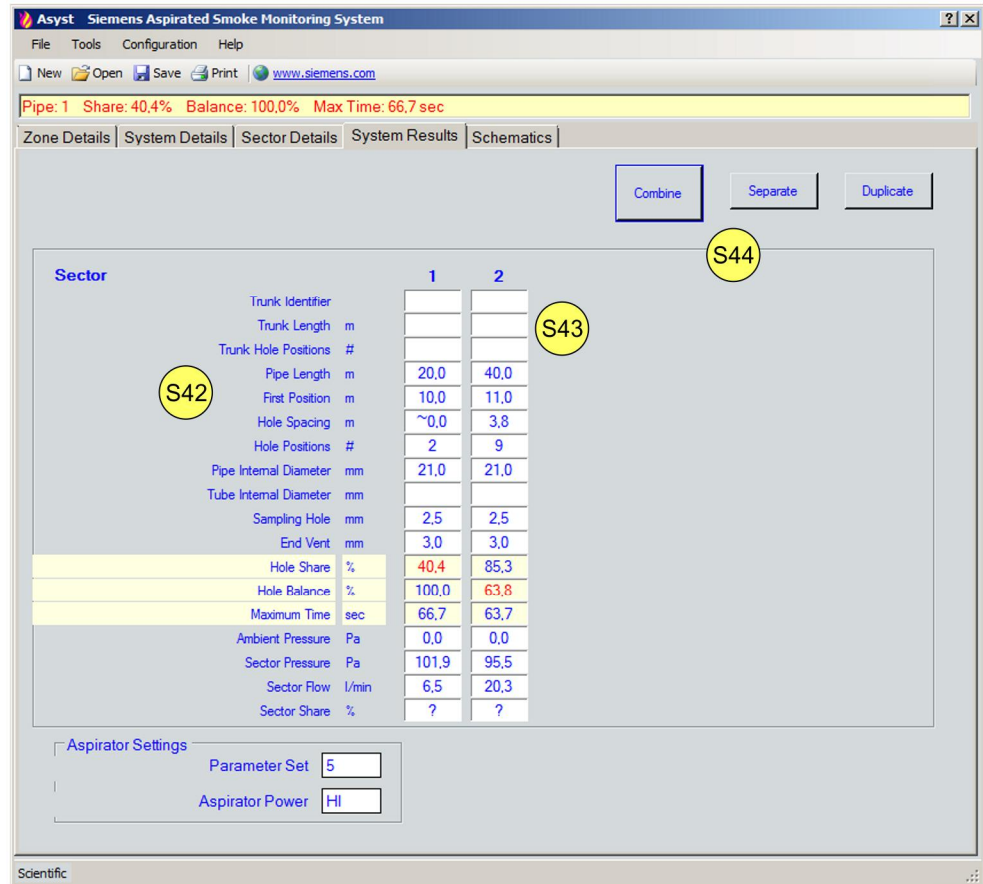 Asyst Siemens Aspirated Smoke Monitoring System ? X
File Tools Configuration Help
New Open Save Print www.siemens.com
Pipe: 1 Share: 40,4% Balance: 100,0% Max Time: 66,7 sec
Zone Details System Details Sector Details System Results Schematics
Combine Separate Duplicate
S44
Sector 1 2
Trunk Identifier
Trunk Length m
S43
Trunk Hole Positions #
Pipe Length m 20,0 40,0
S42
First Position m 10,0 11,0
Hole Spacing m ~0,0 3,8
Hole Positions # 2 9
Pipe Internal Diameter mm 21,0 21,0
Tube Internal Diameter mm
Sampling Hole mm 2,5 2,5
End Vent mm 3,0 3,0
Hole Share % 40,4 85,3
Hole Balance % 100,0 63,8
Maximum Time sec 66,7 63,7
Ambient Pressure Pa 0,0 0,0
Sector Pressure Pa 101,9 95,5
Sector Flow l/min 6,5 20,3
Sector Share % ? ?
Aspirator Settings
Parameter Set 5
Aspirator Power HI
Scientific